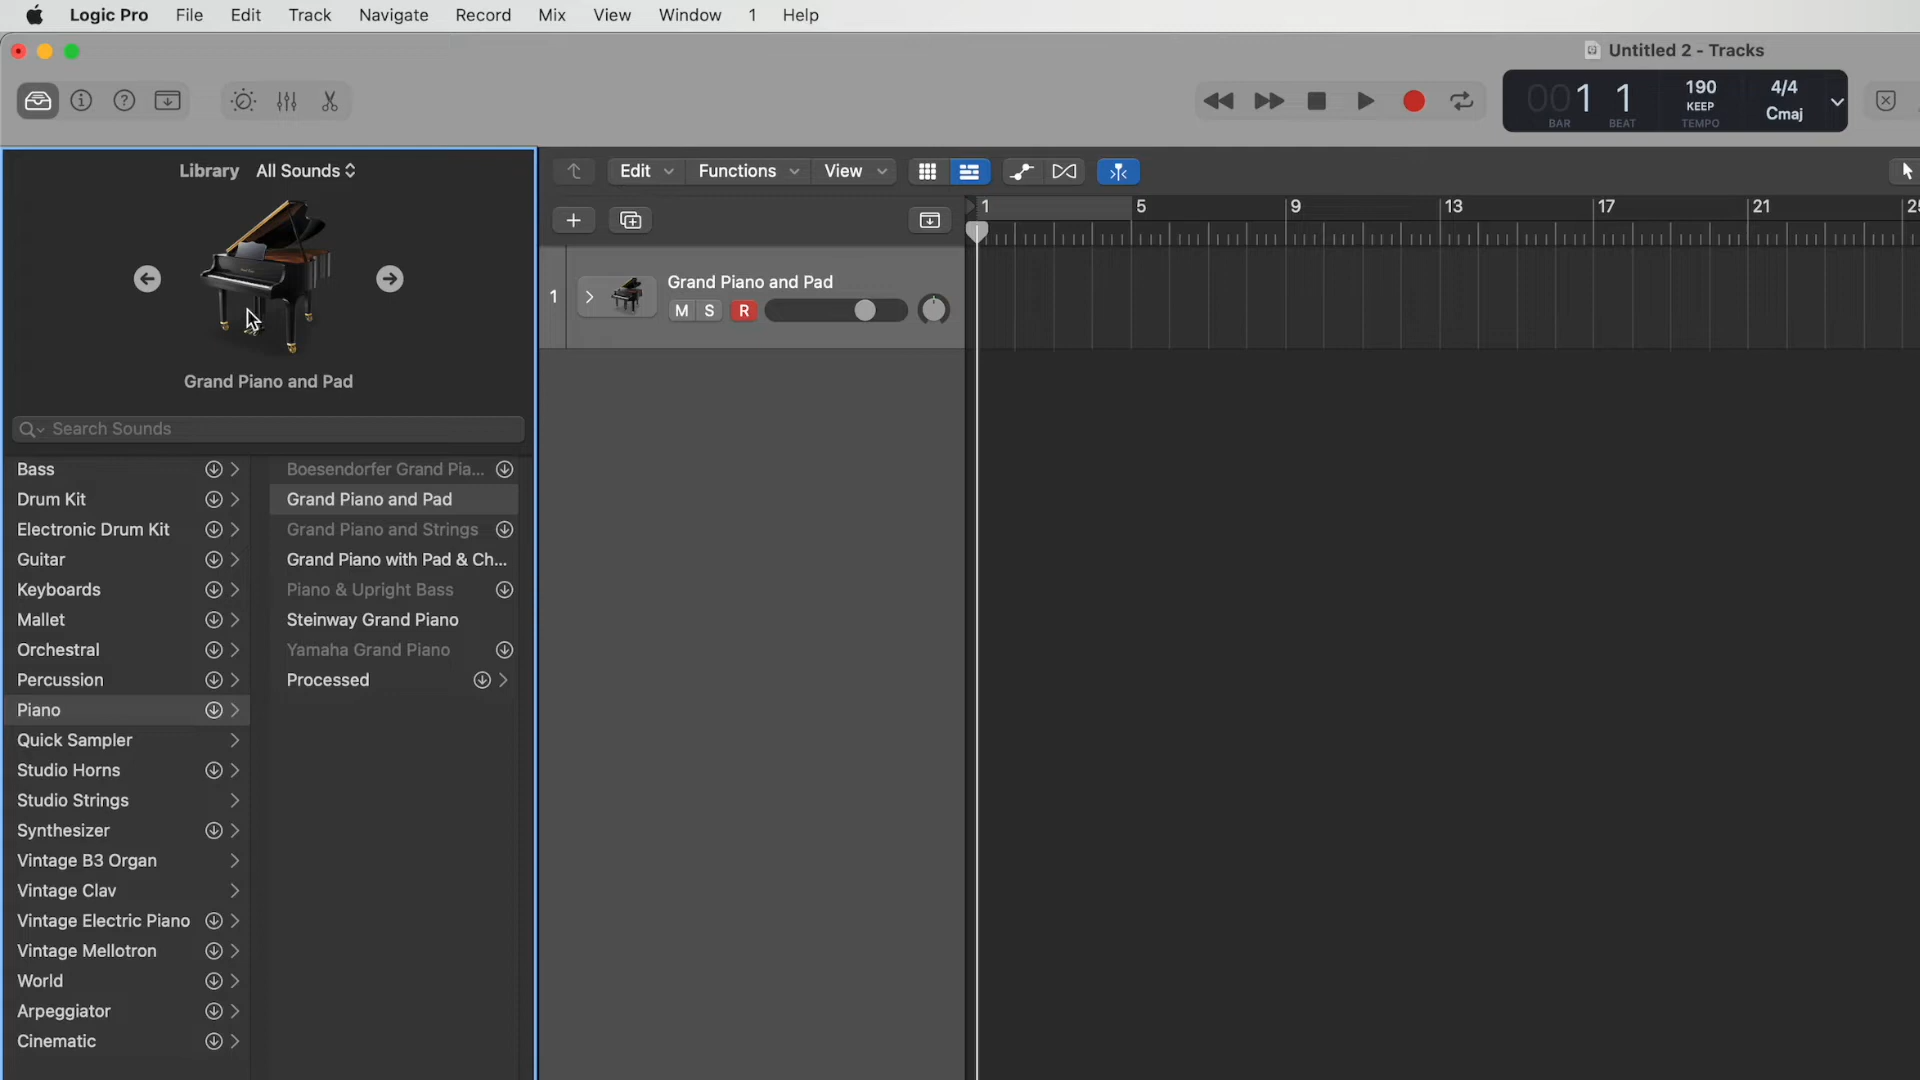 Logic Pro File Edit Track Navigate Record Mix View Window 1 Help
Untitled 2 - Tracks
001 1 190 4/4
KEEP Cmaj
BAR BEAT TEMPO
Library All Sounds
Grand Piano and Pad
Search Sounds
Bass
Drum Kit
Electronic Drum Kit
Guitar
Keyboards
Mallet
Orchestral
Percussion
Piano
Quick Sampler
Studio Horns
Studio Strings
Synthesizer
Vintage B3 Organ
Vintage Clav
Vintage Electric Piano
Vintage Mellotron
World
Arpeggiator
Cinematic
Boesendorfer Grand Pia...
Grand Piano and Pad
Grand Piano and Strings
Grand Piano with Pad & Ch...
Piano & Upright Bass
Steinway Grand Piano
Yamaha Grand Piano
Processed
Edit Functions View
1 5 9 13 17 21
1 Grand Piano and Pad
M S R